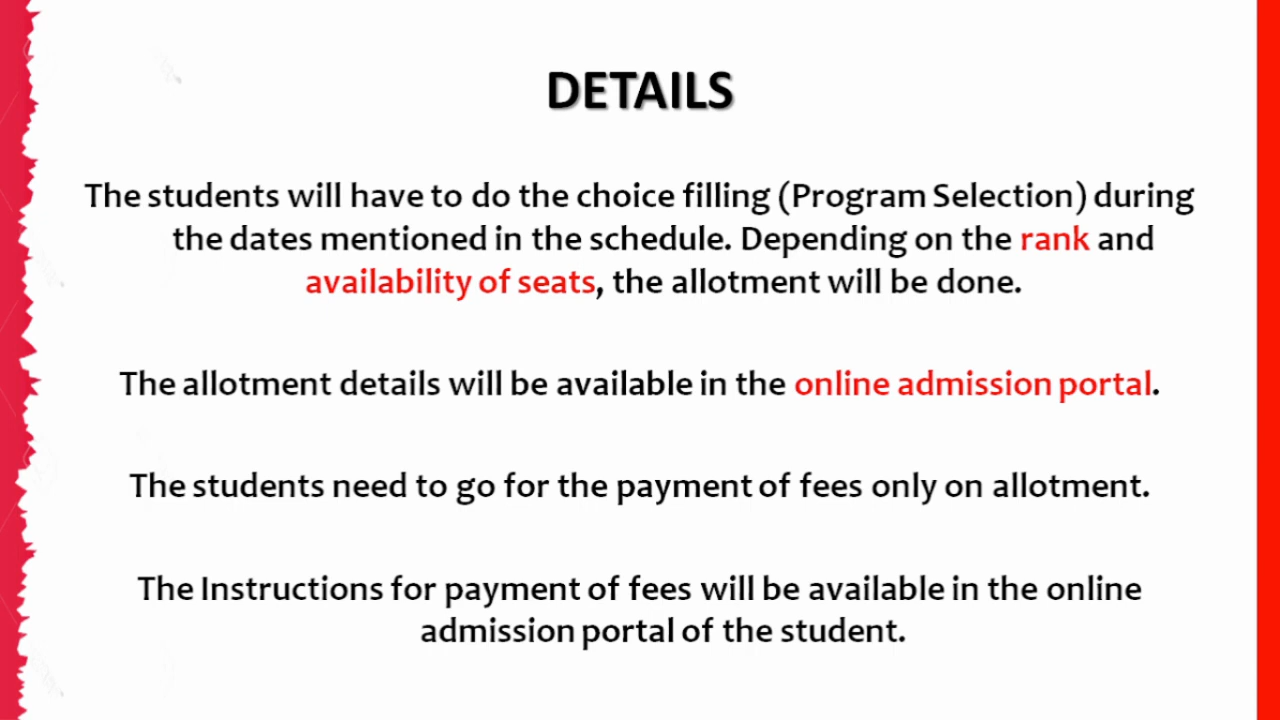 DETAILS
The students will have to do the choice filling (Program Selection) during
the dates mentioned in the schedule. Depending on the rank and
availability of seats, the allotment will be done.
The allotment details will be available in the online admission portal.
The students need to go for the payment of fees only on allotment.
The Instructions for payment of fees will be available in the online
admission portal of the student.